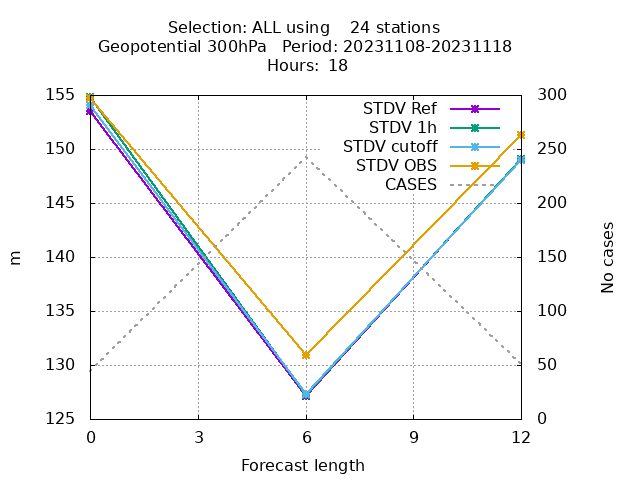 Selection: ALL using    24 stations
Geopotential 300hPa   Period: 20231108-20231118
Hours:  18
155
150
145
140
135
130
125
300
250
200
150
100
50
0
STDV Ref
STDV 1h
STDV cutoff
STDV OBS
CASES
m
No cases
0
3
6
9
12
Forecast length